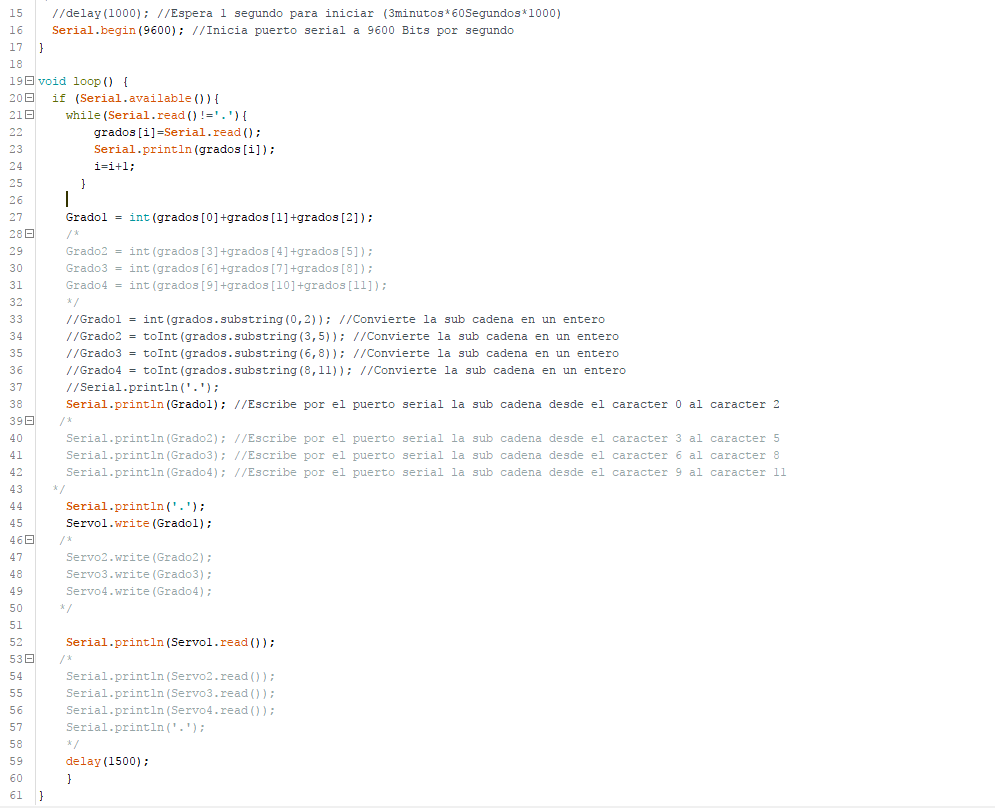 15 //delay(1000); //Espera 1 segundo para iniciar (3minutos*60Segundos*1000)
16 Serial.begin(9600); //Inicia puerto serial a 9600 Bits por segundo
17 }
18
19 void loop() {
20 if (Serial.available()){
21 while(Serial.read()!='.'){
22 grados[i]=Serial.read();
23 Serial.println(grados[i]);
24 i=i+1;
25 }
26
27 Grado1 = int(grados[0]+grados[1]+grados[2]);
28 /*
29 Grado2 = int(grados[3]+grados[4]+grados[5]);
30 Grado3 = int(grados[6]+grados[7]+grados[8]);
31 Grado4 = int(grados[9]+grados[10]+grados[11]);
32 */
33 //Grado1 = int(grados.substring(0,2)); //Convierte la sub cadena en un entero
34 //Grado2 = toInt(grados.substring(3,5)); //Convierte la sub cadena en un entero
35 //Grado3 = toInt(grados.substring(6,8)); //Convierte la sub cadena en un entero
36 //Grado4 = toInt(grados.substring(8,11)); //Convierte la sub cadena en un entero
37 //Serial.println('.');
38 Serial.println(Grado1); //Escribe por el puerto serial la sub cadena desde el caracter 0 al caracter 2
39 /*
40 Serial.println(Grado2); //Escribe por el puerto serial la sub cadena desde el caracter 3 al caracter 5
41 Serial.println(Grado3); //Escribe por el puerto serial la sub cadena desde el caracter 6 al caracter 8
42 Serial.println(Grado4); //Escribe por el puerto serial la sub cadena desde el caracter 9 al caracter 11
43 */
44 Serial.println('.');
45 Servo1.write(Grado1);
46 /*
47 Servo2.write(Grado2);
48 Servo3.write(Grado3);
49 Servo4.write(Grado4);
50 */
51
52 Serial.println(Servo1.read());
53 /*
54 Serial.println(Servo2.read());
55 Serial.println(Servo3.read());
56 Serial.println(Servo4.read());
57 Serial.println('.');
58 */
59 delay(1500);
60 }
61 }